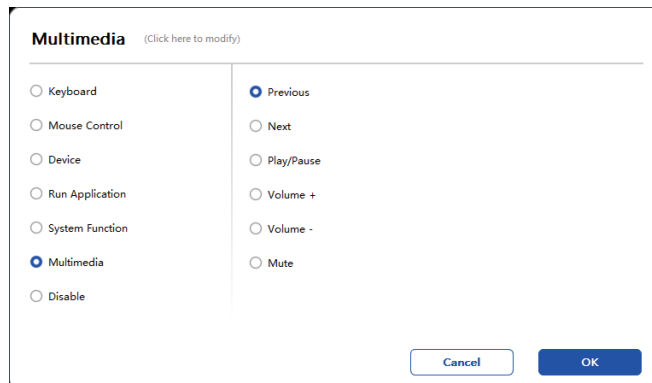 Multimedia (Click here to modify)
Keyboard
Mouse Control
Device
Run Application
System Function
Multimedia
Disable
Previous
Next
Play/Pause
Volume +
Volume -
Mute
Cancel
OK